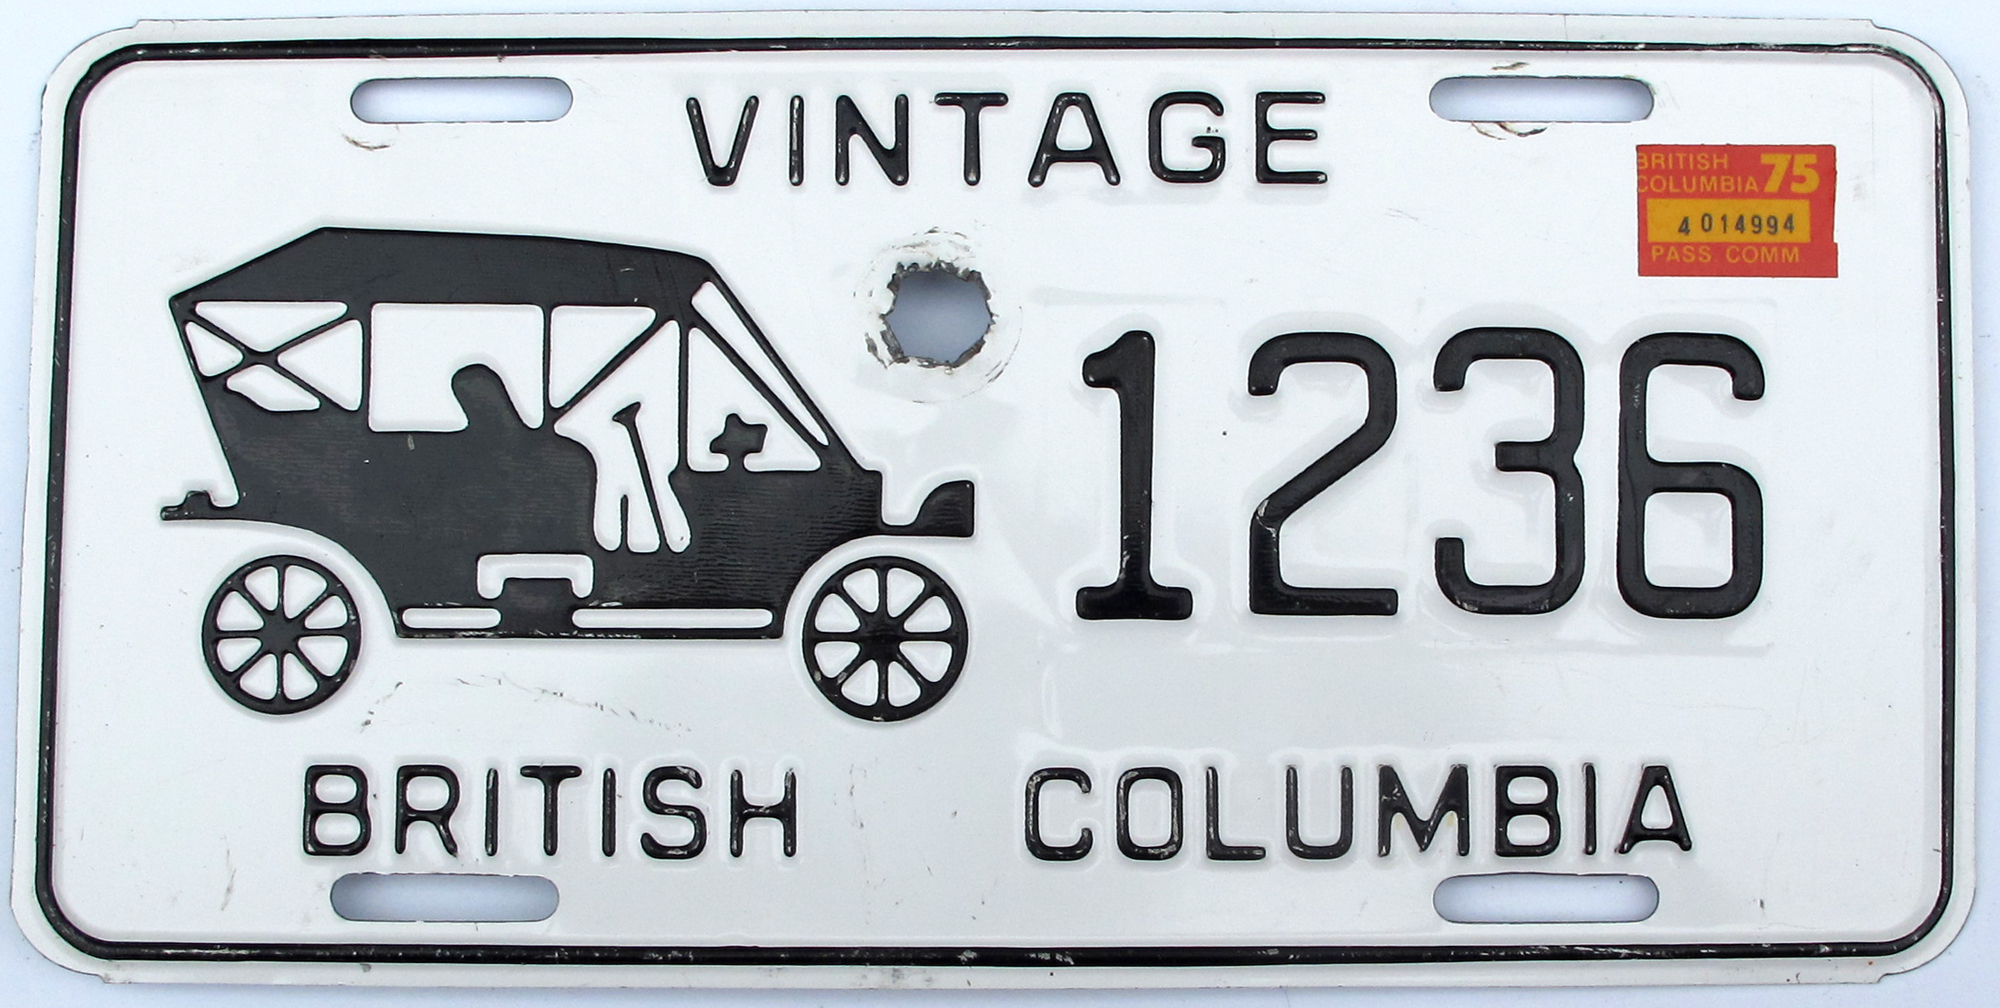 VINTAGE
BRITISH
COLUMBIA 75
4 014994
PASS COMM
1236
BRITISH COLUMBIA